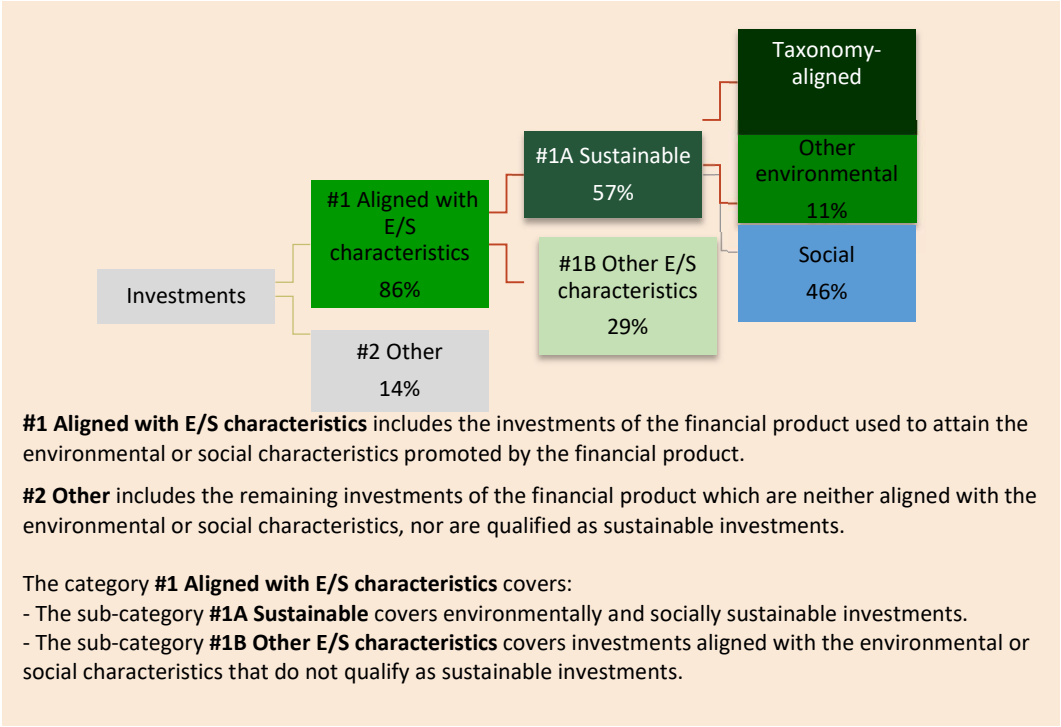 Taxonomy-
aligned
#1A Sustainable
57%
Other
environmental
11%
#1 Aligned with
E/S
characteristics
86%
#1B Other E/S
characteristics
29%
Social
46%
Investments
#2 Other
14%
#1 Aligned with E/S characteristics includes the investments of the financial product used to attain the
environmental or social characteristics promoted by the financial product.
#2 Other includes the remaining investments of the financial product which are neither aligned with the
environmental or social characteristics, nor are qualified as sustainable investments.
The category #1 Aligned with E/S characteristics covers:
- The sub-category #1A Sustainable covers environmentally and socially sustainable investments.
- The sub-category #1B Other E/S characteristics covers investments aligned with the environmental or
social characteristics that do not qualify as sustainable investments.